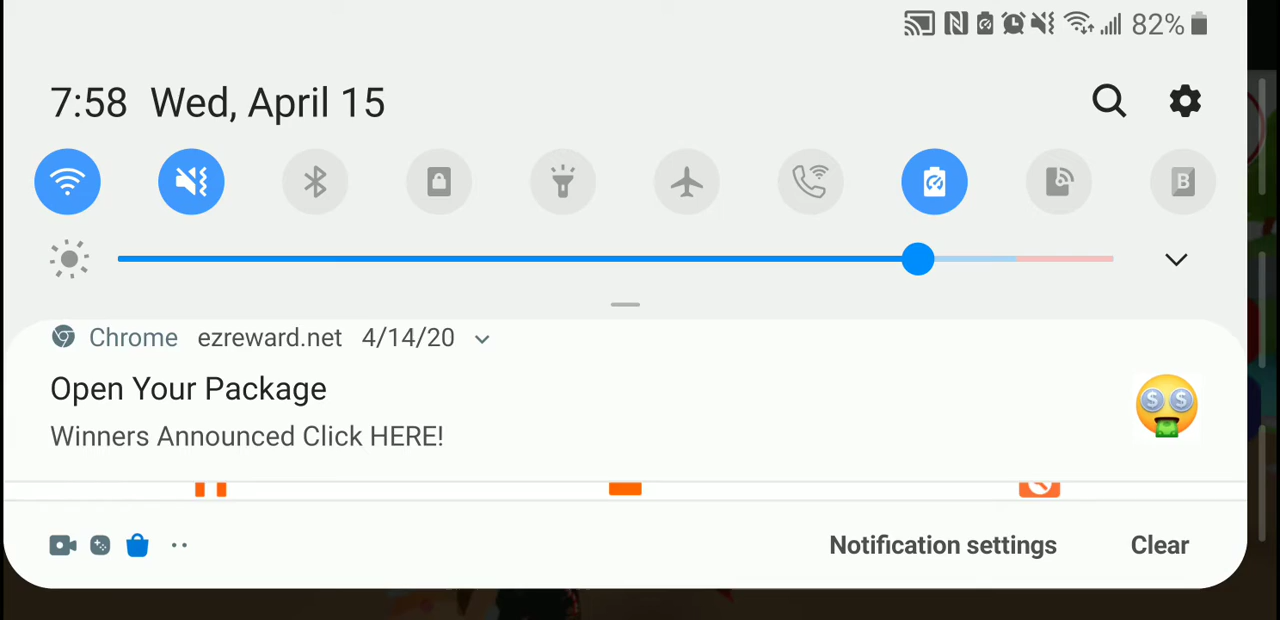 82%
7:58 Wed, April 15
B
Chrome ezreward.net 4/14/20
Open Your Package
Winners Announced Click HERE!
Notification settings Clear